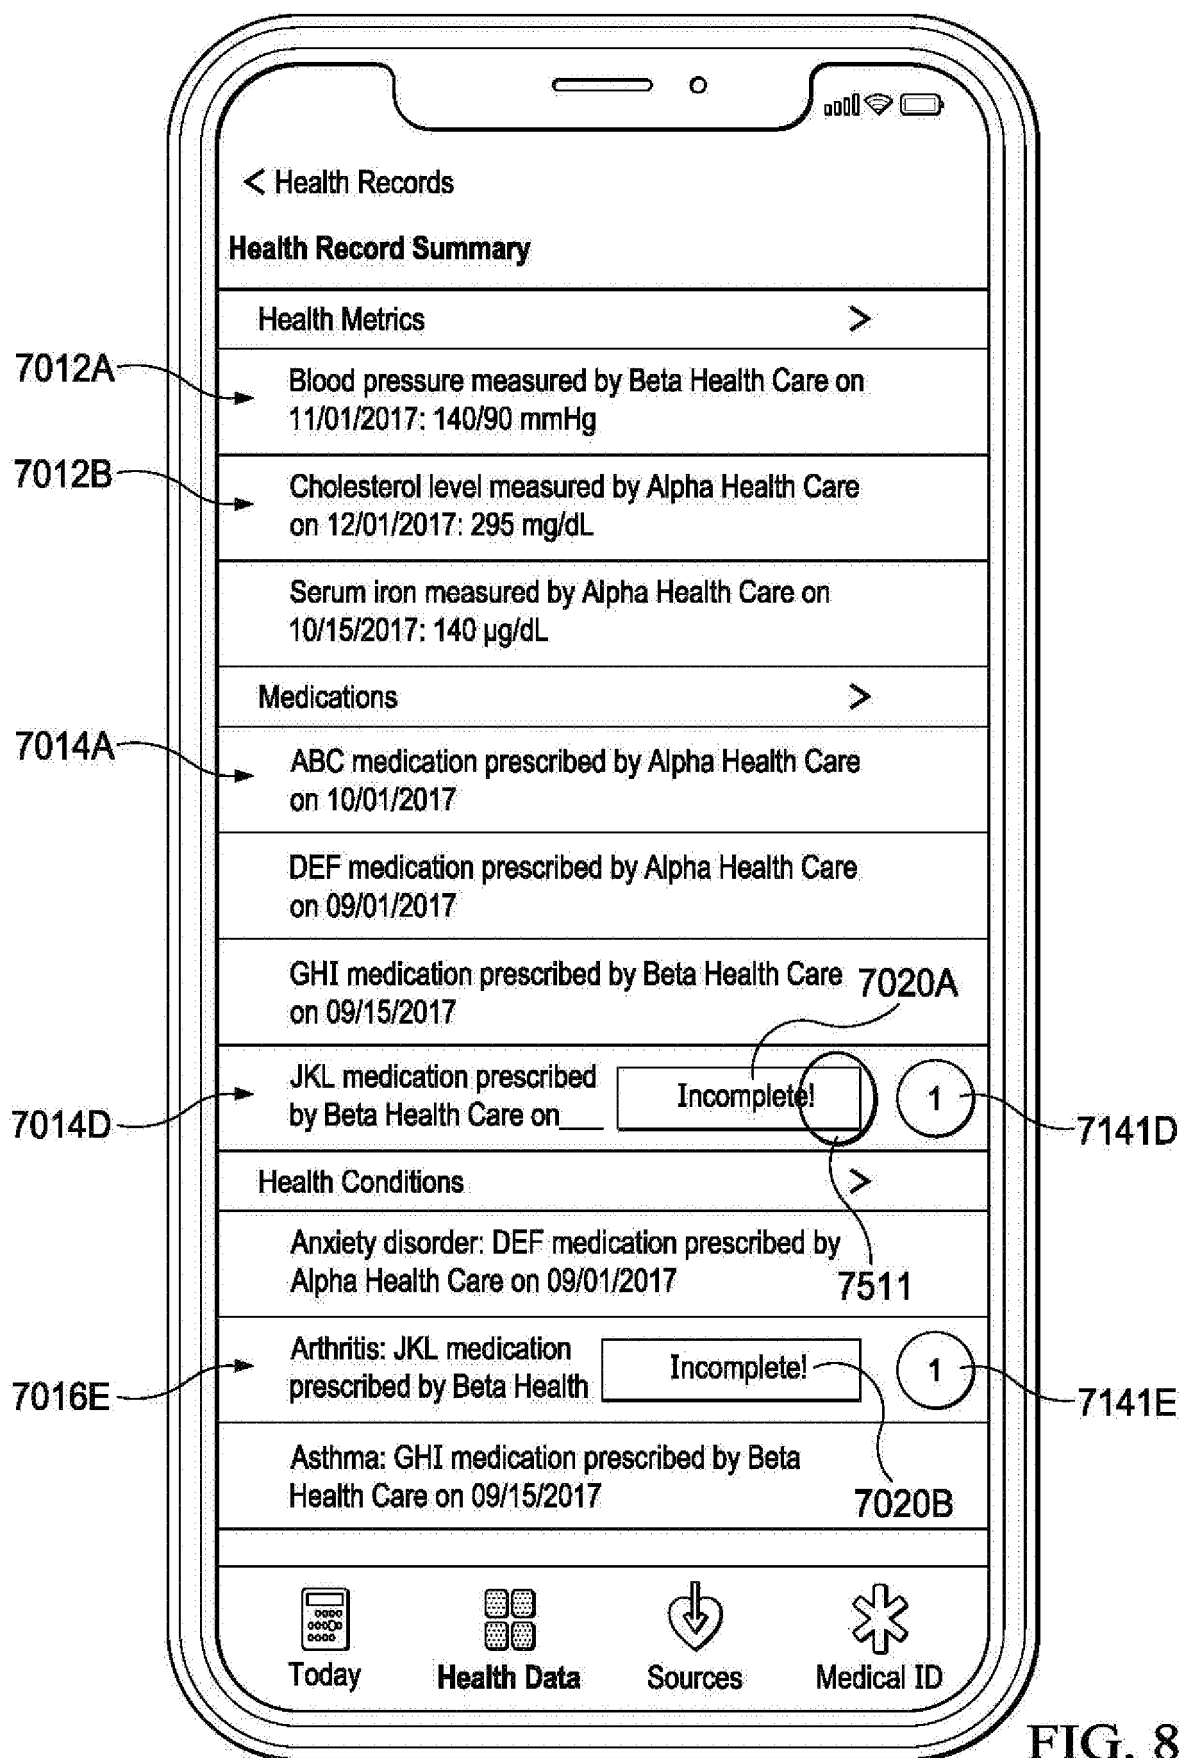 < Health Records
Health Record Summary
Health Metrics >
7012A
Blood pressure measured by Beta Health Care on
11/01/2017: 140/90 mmHg
7012B
Cholesterol level measured by Alpha Health Care
on 12/01/2017: 295 mg/dL
Serum iron measured by Alpha Health Care on
10/15/2017: 140 µg/dL
Medications >
7014A
ABC medication prescribed by Alpha Health Care
on 10/01/2017
DEF medication prescribed by Alpha Health Care
on 09/01/2017
GHI medication prescribed by Beta Health Care
on 09/15/2017
7020A
JKL medication prescribed
by Beta Health Care on___
Incomplete!
1
7014D
7141D
Health Conditions >
Anxiety disorder: DEF medication prescribed by
Alpha Health Care on 09/01/2017
7511
Arthritis: JKL medication
prescribed by Beta Health
Incomplete!
1
7016E
7141E
Asthma: GHI medication prescribed by Beta
Health Care on 09/15/2017
7020B
Today
Health Data
Sources
Medical ID
FIG. 8